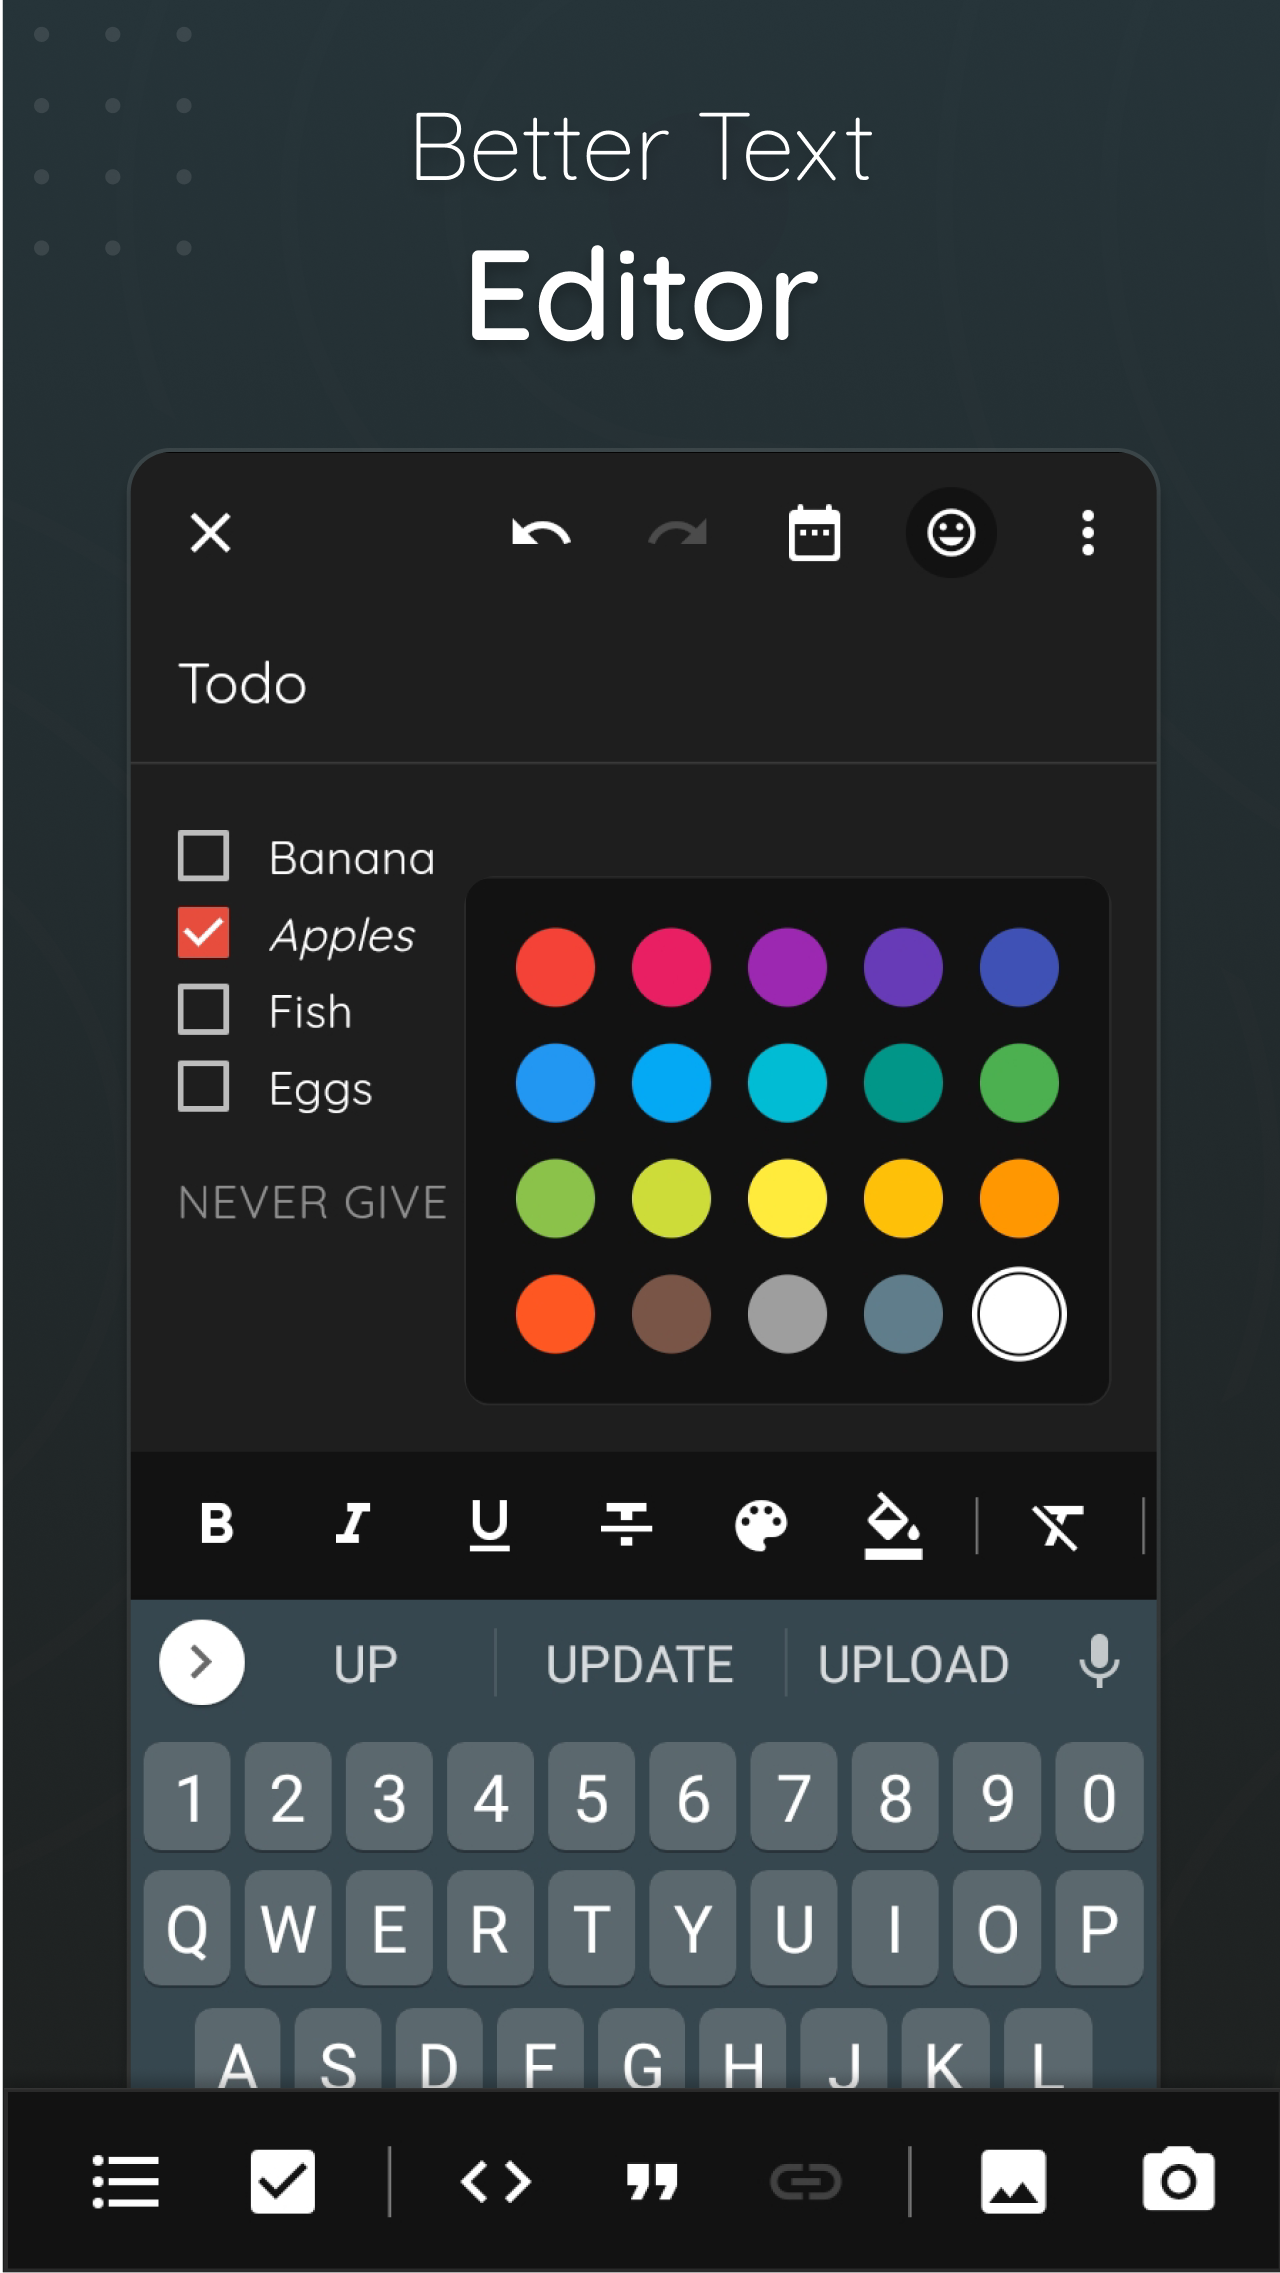 Better Text
Editor
Todo
Banana
Apples
Fish
Eggs
NEVER GIVE
B I U T
UP UPDATE UPLOAD
1 2 3 4 5 6 7 8 9 0
Q W E R T Y U I O P
A S D F G H J K L